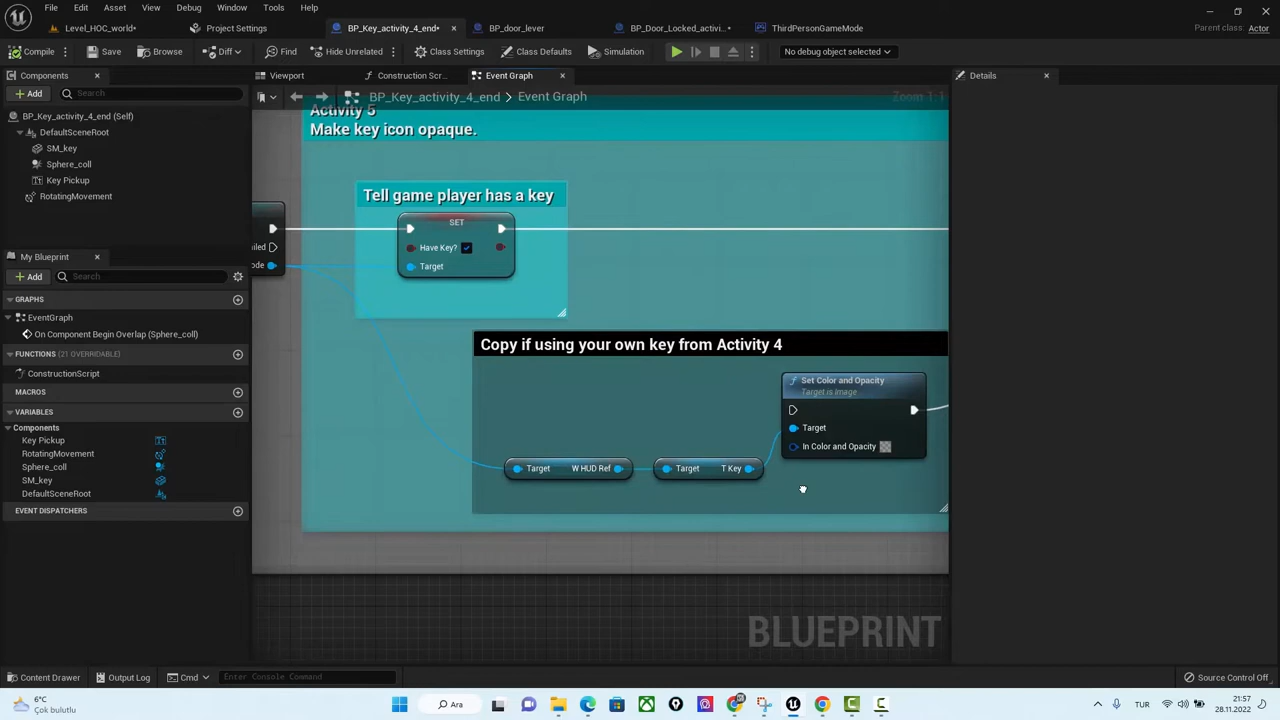 File Edit Asset View Debug Window Tools Help
Level_HOC_world*
Project Settings
BP_Key_activity_4_end*
BP_door_lever
BP_Door_Locked_activi...
ThirdPersonGameMode
Parent class: Actor
Compile
Save
Browse
Diff
Find
Hide Unrelated
Class Settings
Class Defaults
Simulation
No debug object selected
Components
Viewport
Construction Scr...
Event Graph
Details
Add
Search
BP_Key_activity_4_end > Event Graph
Zoom 1:1
BP_Key_activity_4_end (Self)
DefaultSceneRoot
SM_key
Sphere_coll
Key Pickup
RotatingMovement
Activity 5
Make key icon opaque.
Tell game player has a key
SET
Have Key?
Target
ailed
ode
Copy if using your own key from Activity 4
Set Color and Opacity
Target is Image
Target
In Color and Opacity
Target W HUD Ref
Target T Key
BLUEPRINT
My Blueprint
Add
Search
GRAPHS
EventGraph
On Component Begin Overlap (Sphere_coll)
FUNCTIONS (21 OVERRIDABLE)
ConstructionScript
MACROS
VARIABLES
Components
Key Pickup
RotatingMovement
Sphere_coll
SM_key
DefaultSceneRoot
EVENT DISPATCHERS
Content Drawer
Output Log
Cmd
Enter Console Command
Source Control Off
6°C
Çok bulutlu
Ara
TUR
21:57
28.11.2022